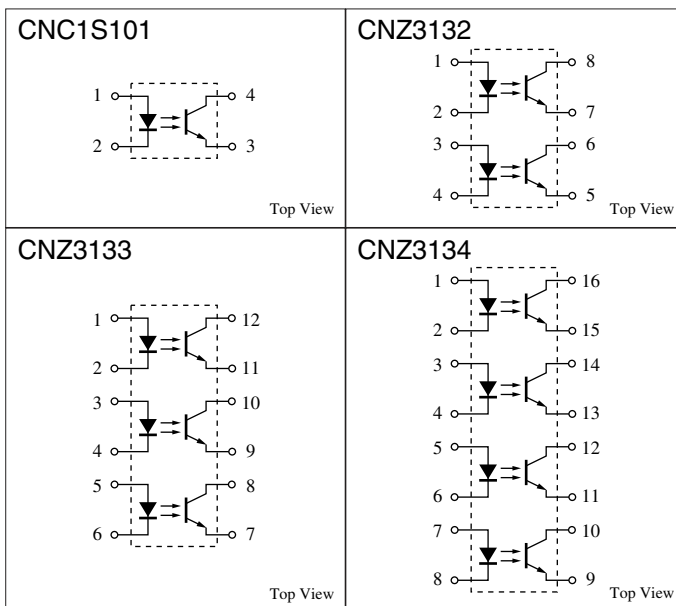 CNC1S101
1 4
2 3
Top View
CNZ3132
1 8
2 7
3 6
4 5
Top View
CNZ3133
1 12
2 11
3 10
4 9
5 8
6 7
Top View
CNZ3134
1 16
2 15
3 14
4 13
5 12
6 11
7 10
8 9
Top View